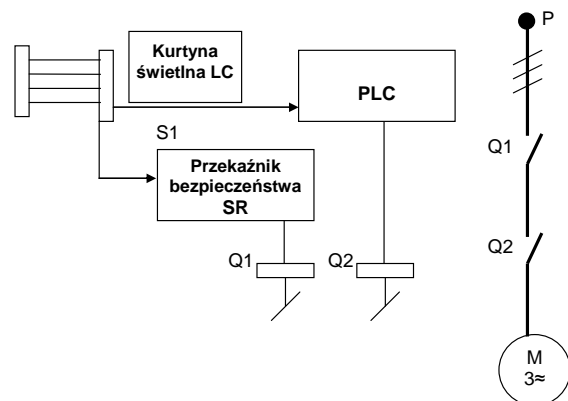 P
Kurtyna
świetlna LC
PLC
S1
Q1
Przekaźnik
bezpieczeństwa
SR
Q2
Q1
Q2
M
3≈